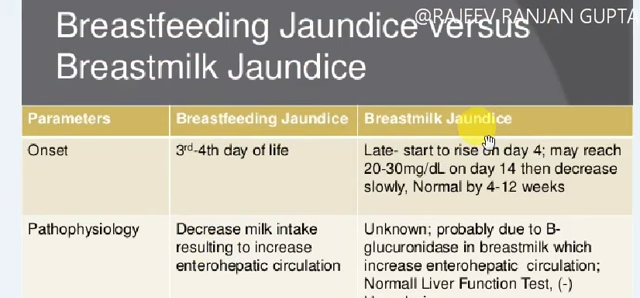 @RAJEEV RANJAN GUPTA
Breastfeeding Jaundice versus
Breastmilk Jaundice
Parameters
Breastfeeding Jaundice
Breastmilk Jaundice
Onset
3rd-4th day of life
Late- start to rise on day 4; may reach
20-30mg/dL on day 14 then decrease
slowly, Normal by 4-12 weeks
Pathophysiology
Decrease milk intake
resulting to increase
enterohepatic circulation
Unknown; probably due to B-
glucuronidase in breastmilk which
increase enterohepatic circulation;
Normall Liver Function Test, (-)